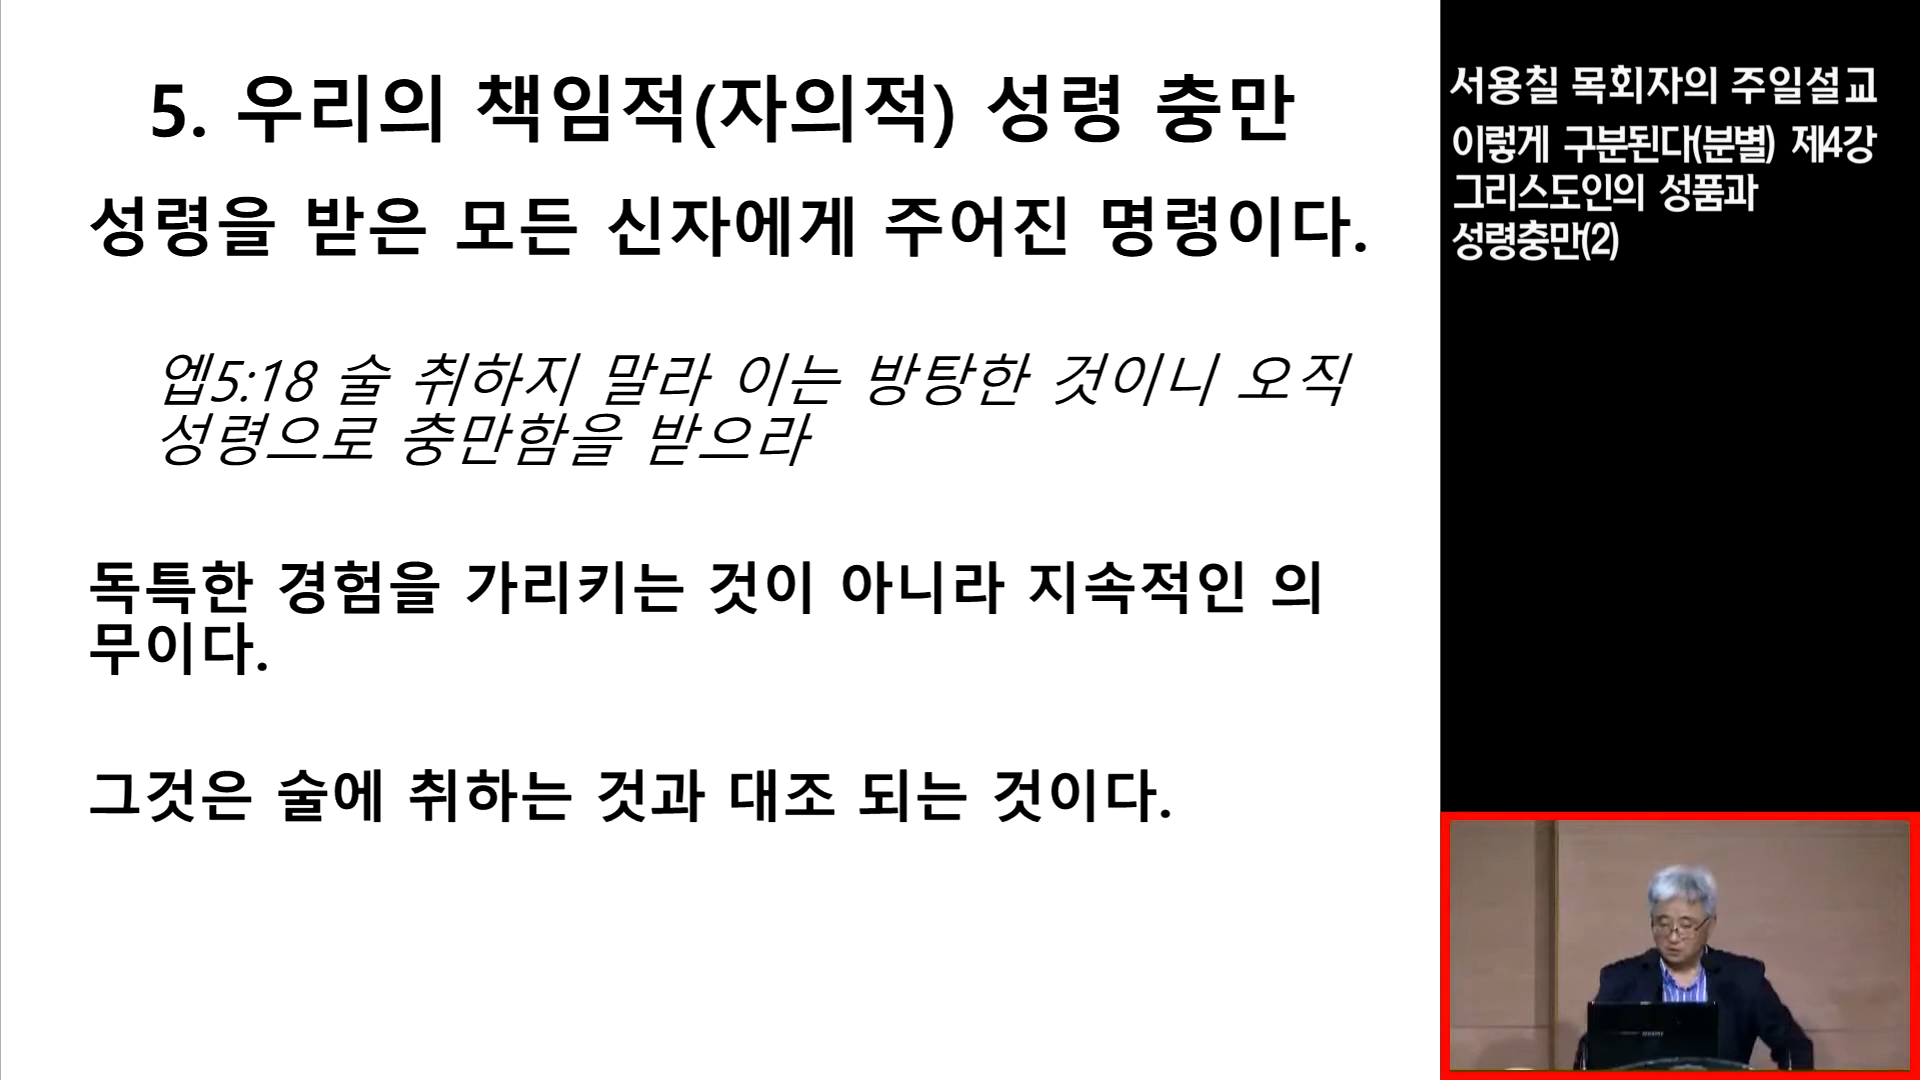 5. 우리의 책임적(자의적) 성령 충만
성령을 받은 모든 신자에게 주어진 명령이다.
엡5:18 술 취하지 말라 이는 방탕한 것이니 오직
성령으로 충만함을 받으라
독특한 경험을 가리키는 것이 아니라 지속적인 의
무이다.
그것은 술에 취하는 것과 대조 되는 것이다.
서용칠 목회자의 주일설교
이렇게 구분된다(분별) 제4강
그리스도인의 성품과
성령충만(2)
SAMSUNG